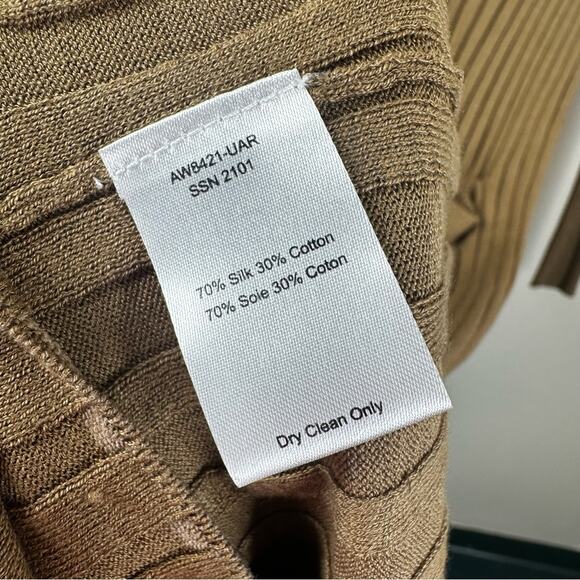 AW8421-UAR
SSN 2101
70% Silk 30% Cotton
70% Soie 30% Coton
Dry Clean Only